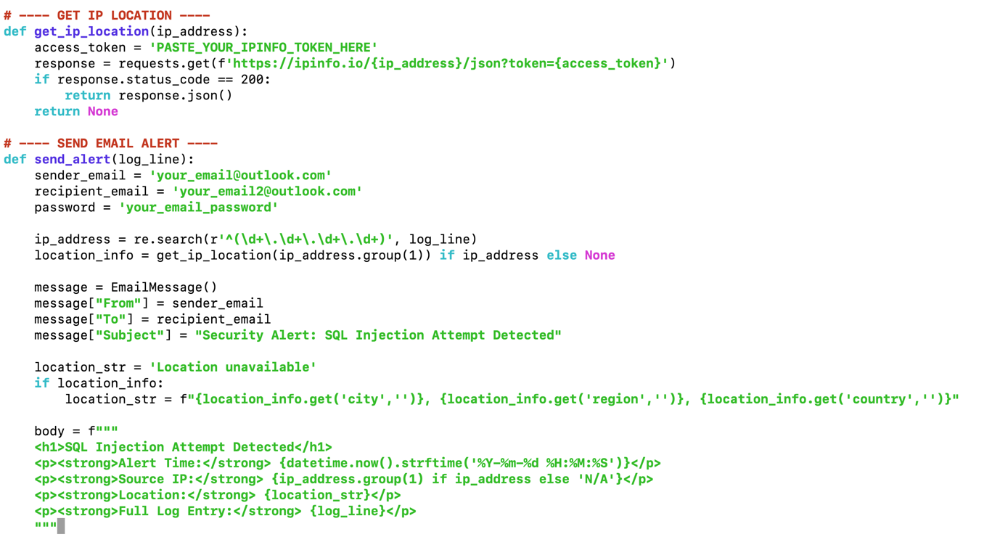 # ---- GET IP LOCATION ----
def get_ip_location(ip_address):
    access_token = 'PASTE_YOUR_IPINFO_TOKEN_HERE'
    response = requests.get(f'https://ipinfo.io/{ip_address}/json?token={access_token}')
    if response.status_code == 200:
        return response.json()
    return None

# ---- SEND EMAIL ALERT ----
def send_alert(log_line):
    sender_email = 'your_email@outlook.com'
    recipient_email = 'your_email2@outlook.com'
    password = 'your_email_password'

    ip_address = re.search(r'^(\d+\.\d+\.\d+\.\d+)', log_line)
    location_info = get_ip_location(ip_address.group(1)) if ip_address else None

    message = EmailMessage()
    message["From"] = sender_email
    message["To"] = recipient_email
    message["Subject"] = "Security Alert: SQL Injection Attempt Detected"

    location_str = 'Location unavailable'
    if location_info:
        location_str = f"{location_info.get('city','')}, {location_info.get('region','')}, {location_info.get('country','')}"

    body = f"""
    <h1>SQL Injection Attempt Detected</h1>
    <p><strong>Alert Time:</strong> {datetime.now().strftime('%Y-%m-%d %H:%M:%S')}</p>
    <p><strong>Source IP:</strong> {ip_address.group(1) if ip_address else 'N/A'}</p>
    <p><strong>Location:</strong> {location_str}</p>
    <p><strong>Full Log Entry:</strong> {log_line}</p>
    """